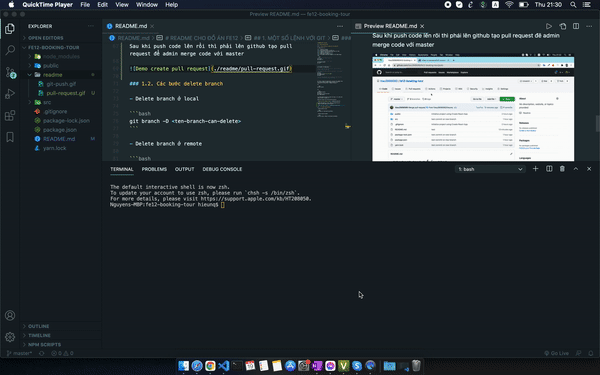 QuickTime Player File Edit View Window Help
Thu 21:30
Preview README.md — fe12-booking-tour
EXPLORER
OPEN EDITORS
FE12-BOOKING-TOUR
node_modules
public
readme
git-push.gif
pull-request.gif U
src
.gitignore
package-lock.json
package.json
README.md M
yarn.lock
OUTLINE
TIMELINE
NPM SCRIPTS
README.md M
README.md > # README CHO ĐỒ ÁN FE12 > ## 1. MỘT SỐ LỆNH VỚI GIT > ###
Sau khi push code lên rồi thì phải lên github tạo pull
request để admin merge code với master
![Demo create pull request](./readme/pull-request.gif)
### 1.2. Các bước delete branch
- Delete branch ở local
```bash
git branch -D <ten-branch-can-delete>
```
- Delete branch ở remote
```bash
Preview README.md
Sau khi push code lên rồi thì phải lên github tạo pull request để admin
merge code với master
TERMINAL PROBLEMS OUTPUT DEBUG CONSOLE
1: bash
The default interactive shell is now zsh.
To update your account to use zsh, please run `chsh -s /bin/zsh`.
For more details, please visit https://support.apple.com/kb/HT208050.
Nguyens-MBP:fe12-booking-tour hieunq$
master*
0 0
Go Live